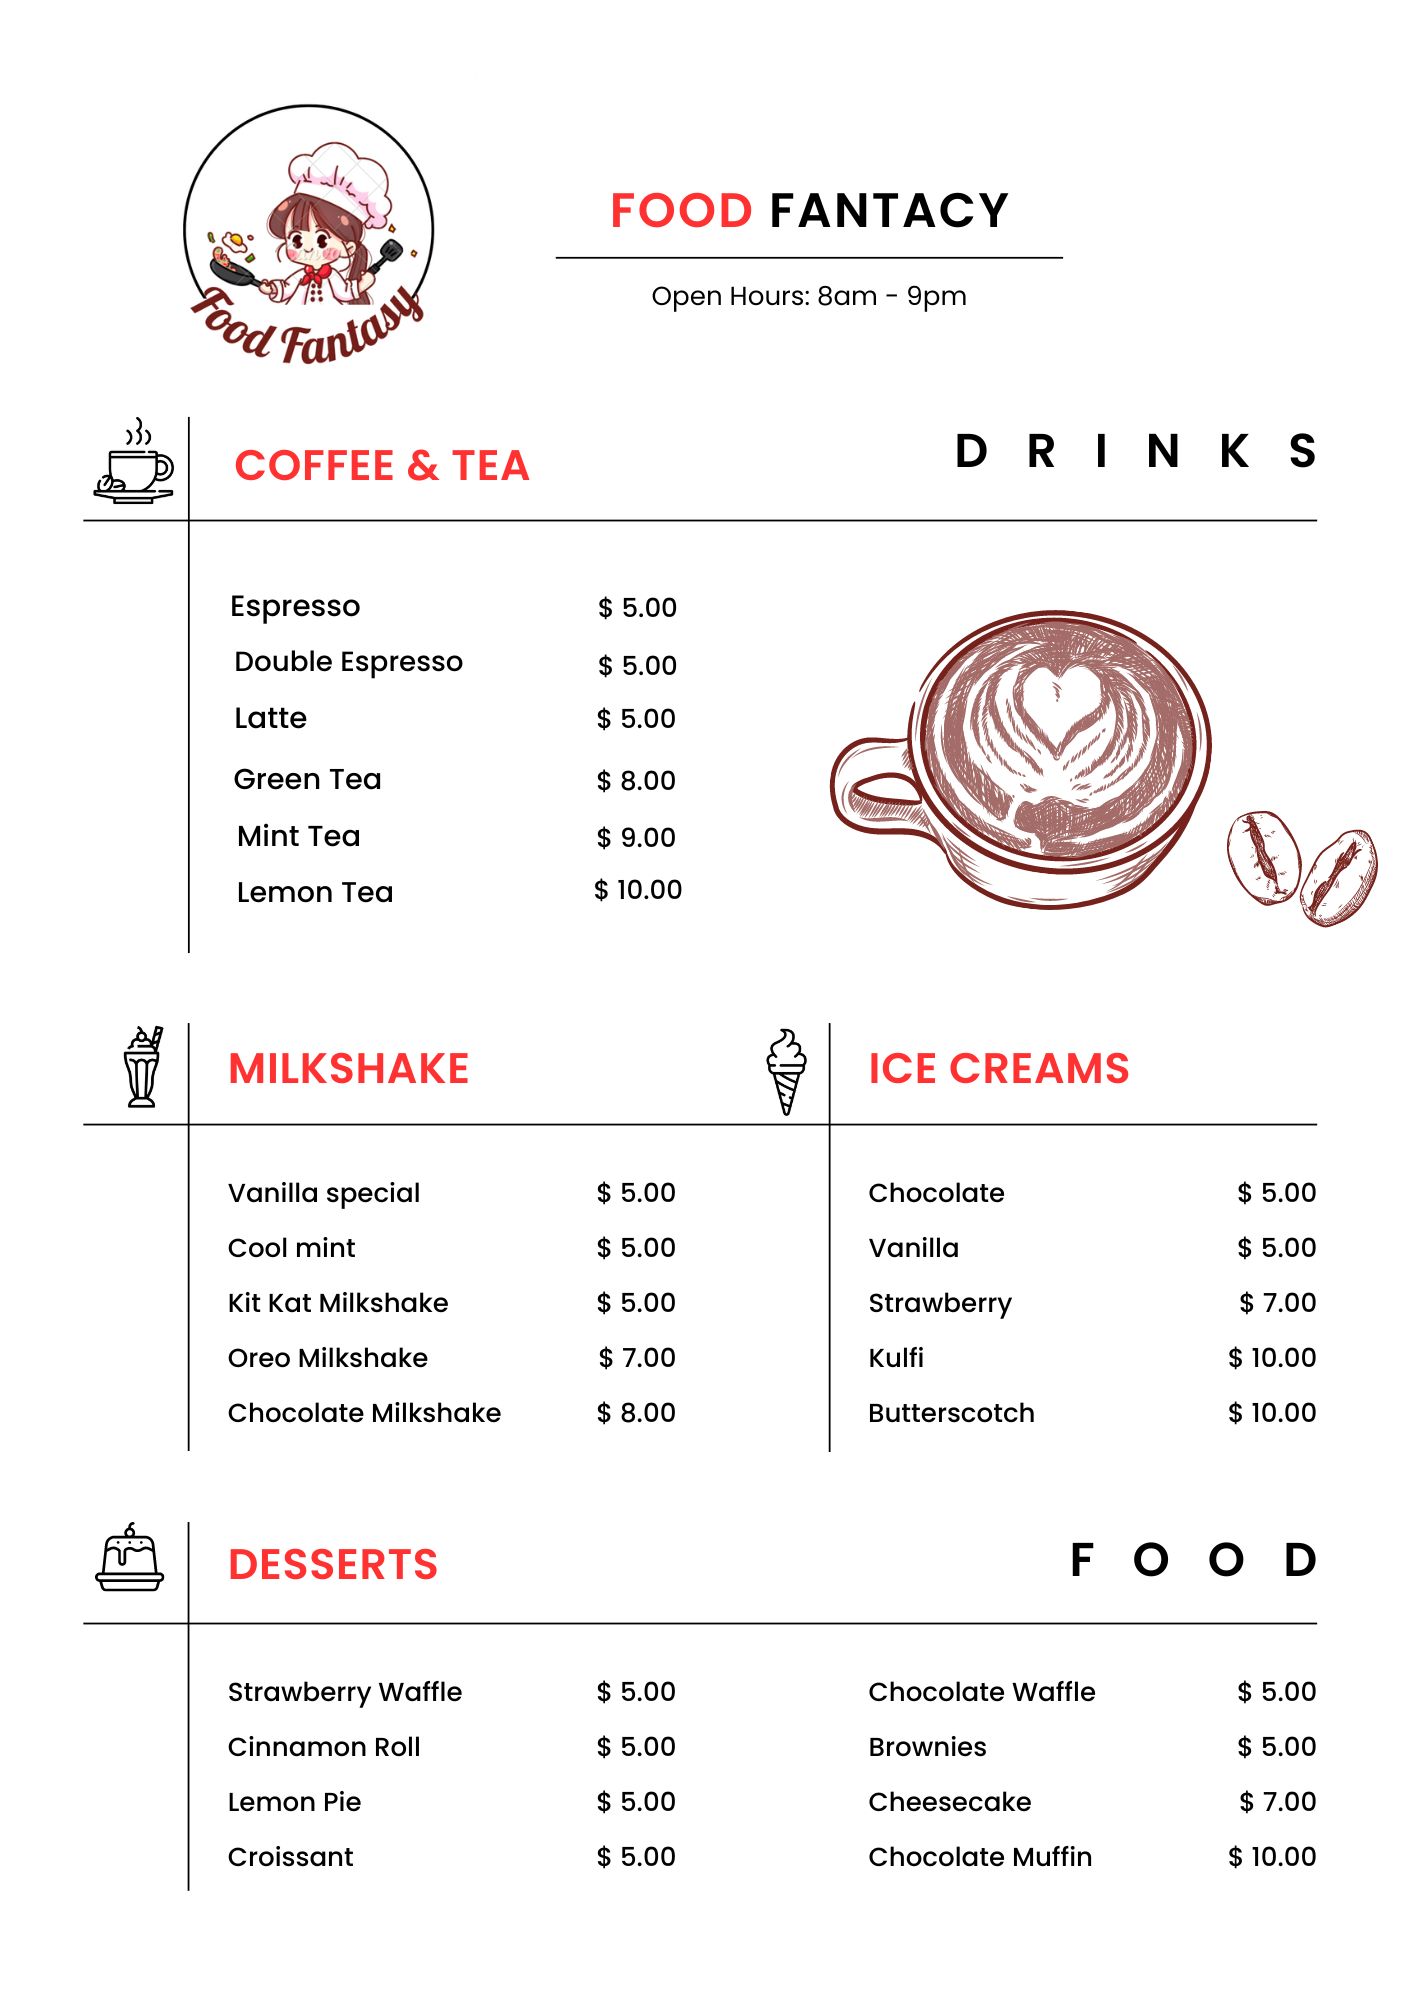 Food Fantasy
FOOD FANTACY
Open Hours: 8am - 9pm
COFFEE & TEA
DRINKS
Espresso $ 5.00
Double Espresso $ 5.00
Latte $ 5.00
Green Tea $ 8.00
Mint Tea $ 9.00
Lemon Tea $ 10.00
MILKSHAKE
Vanilla special $ 5.00
Cool mint $ 5.00
Kit Kat Milkshake $ 5.00
Oreo Milkshake $ 7.00
Chocolate Milkshake $ 8.00
ICE CREAMS
Chocolate $ 5.00
Vanilla $ 5.00
Strawberry $ 7.00
Kulfi $ 10.00
Butterscotch $ 10.00
DESSERTS
FOOD
Strawberry Waffle $ 5.00
Cinnamon Roll $ 5.00
Lemon Pie $ 5.00
Croissant $ 5.00
Chocolate Waffle $ 5.00
Brownies $ 5.00
Cheesecake $ 7.00
Chocolate Muffin $ 10.00